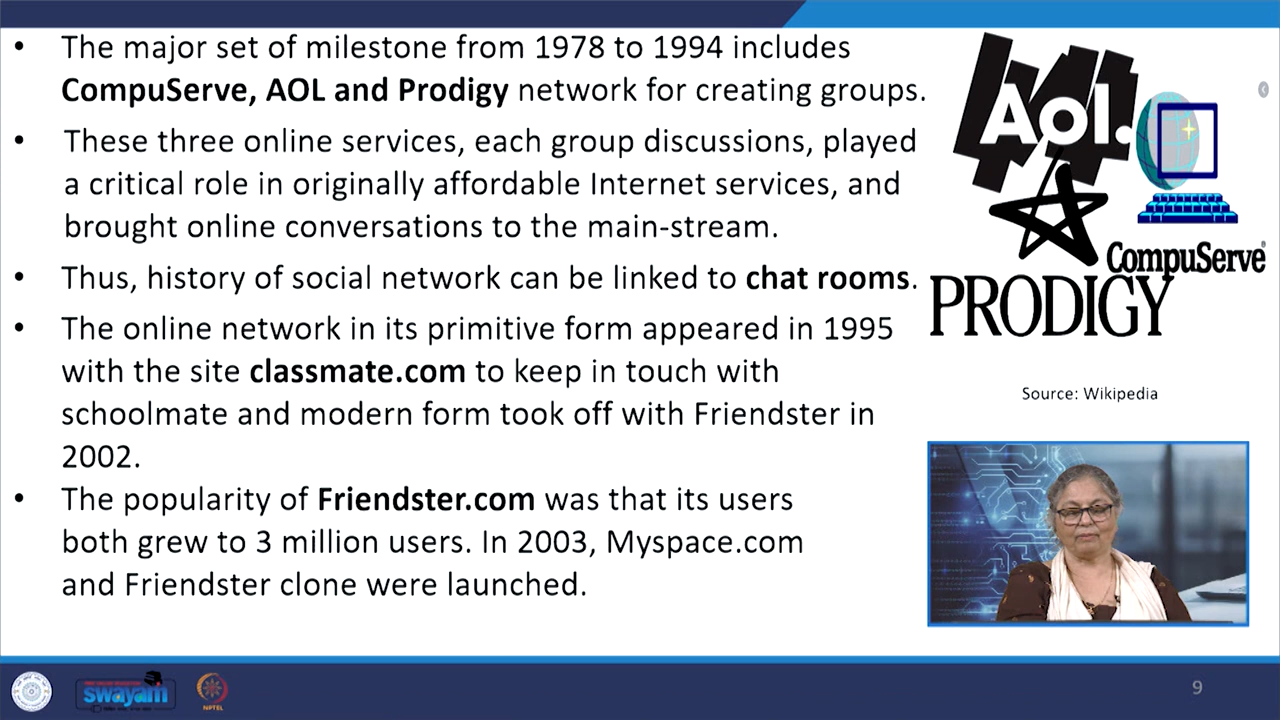 • The major set of milestone from 1978 to 1994 includes
CompuServe, AOL and Prodigy network for creating groups.
• These three online services, each group discussions, played
a critical role in originally affordable Internet services, and
brought online conversations to the main-stream.
• Thus, history of social network can be linked to chat rooms.
• The online network in its primitive form appeared in 1995
with the site classmate.com to keep in touch with
schoolmate and modern form took off with Friendster in
2002.
• The popularity of Friendster.com was that its users
both grew to 3 million users. In 2003, Myspace.com
and Friendster clone were launched.
Aol.
CompuServe
PRODIGY
Source: Wikipedia
swayam
NPTEL
9